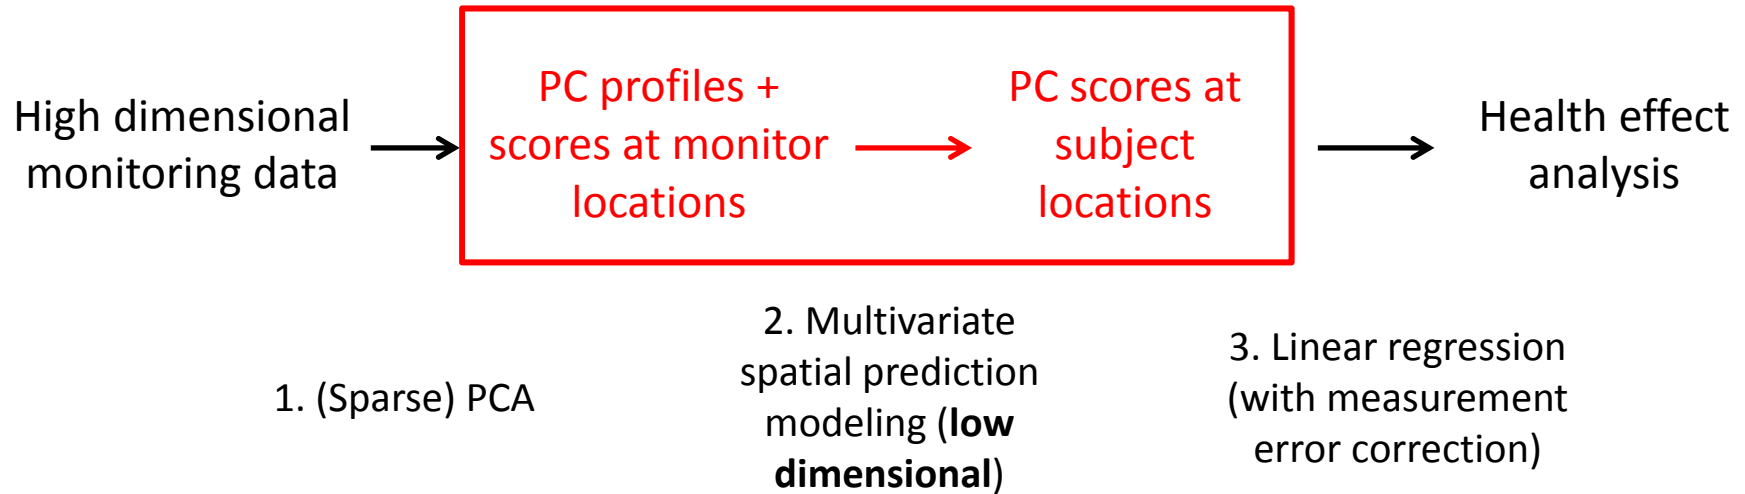 High dimensional
monitoring data
PC profiles +
scores at monitor
locations
PC scores at
subject
locations
Health effect
analysis
1. (Sparse) PCA
2. Multivariate
spatial prediction
modeling (low
dimensional)
3. Linear regression
(with measurement
error correction)